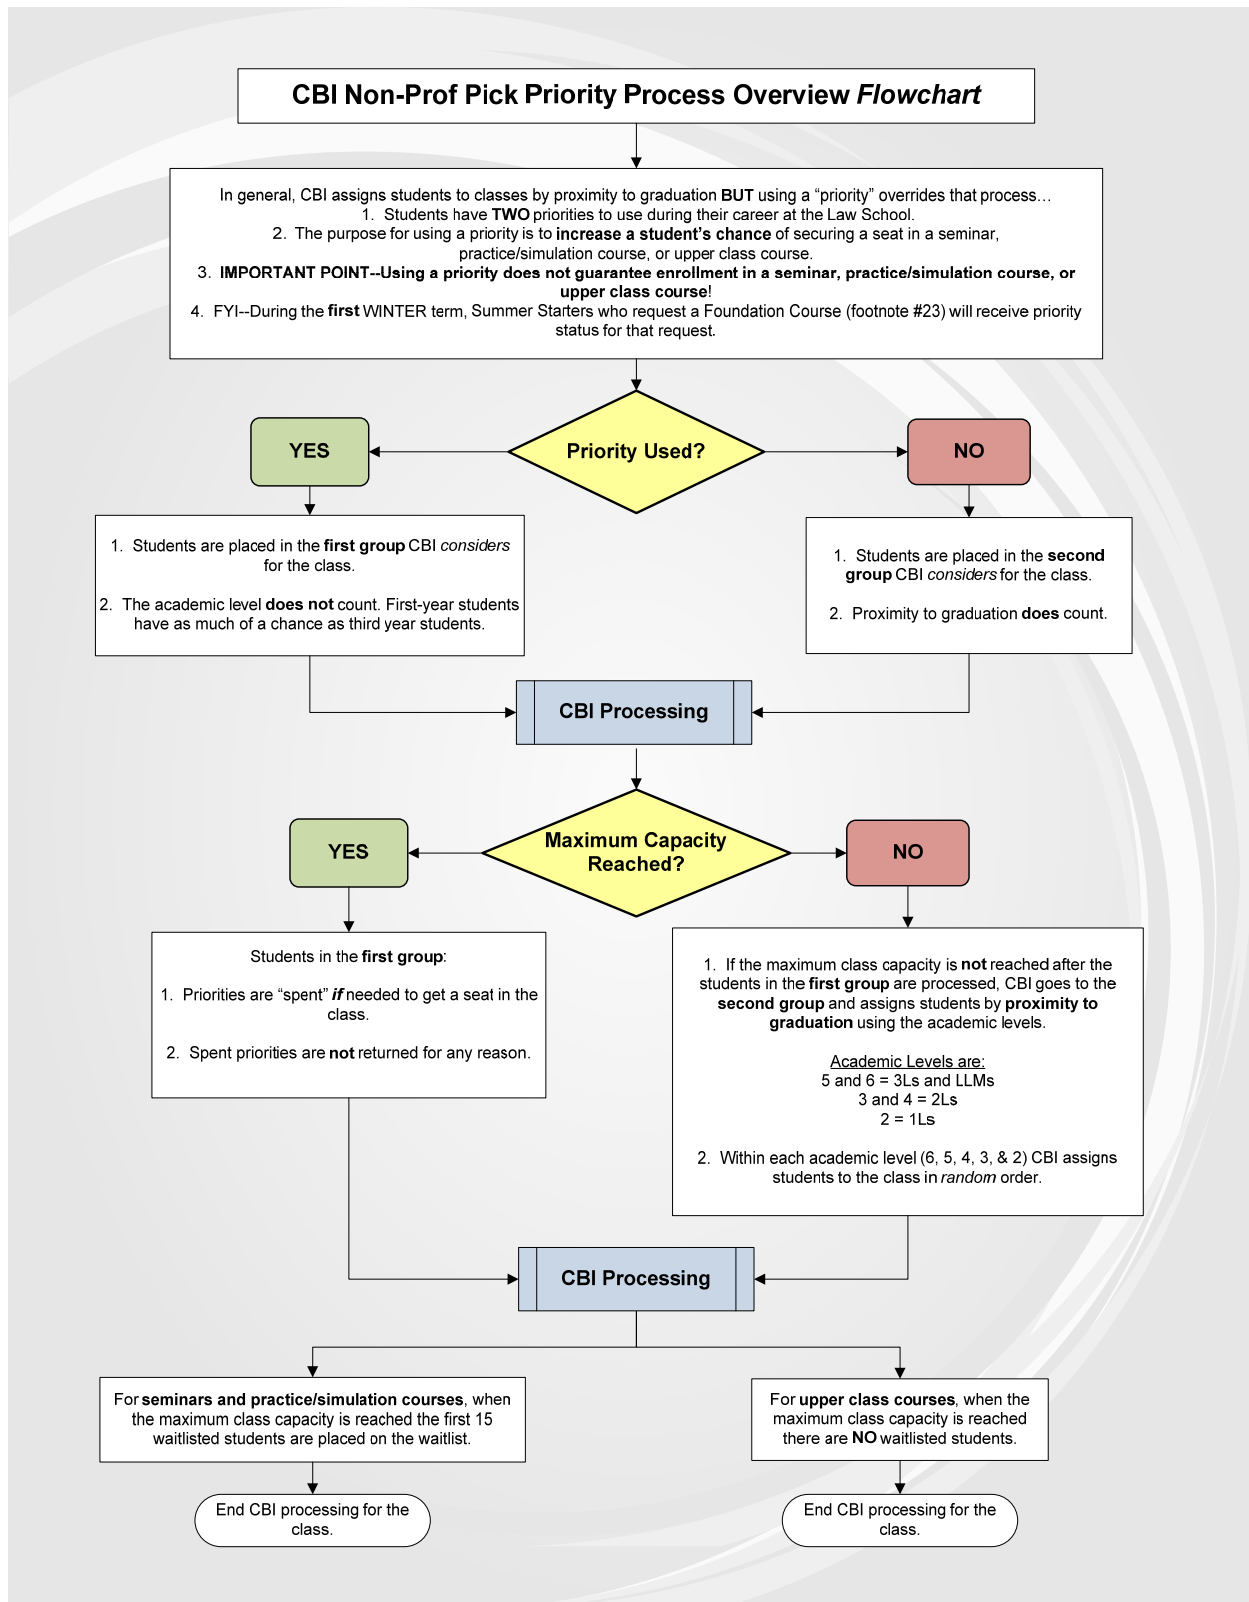 CBI Non-Prof Pick Priority Process Overview Flowchart
In general, CBI assigns students to classes by proximity to graduation BUT using a “priority” overrides that process…
1. Students have TWO priorities to use during their career at the Law School.
2. The purpose for using a priority is to increase a student’s chance of securing a seat in a seminar,
practice/simulation course, or upper class course.
3. IMPORTANT POINT--Using a priority does not guarantee enrollment in a seminar, practice/simulation course, or
upper class course!
4. FYI--During the first WINTER term, Summer Starters who request a Foundation Course (footnote #23) will receive priority
status for that request.
Priority Used?
YES
NO
1. Students are placed in the first group CBI considers
for the class.
2. The academic level does not count. First-year students
have as much of a chance as third year students.
1. Students are placed in the second
group CBI considers for the class.
2. Proximity to graduation does count.
CBI Processing
Maximum Capacity
Reached?
YES
NO
Students in the first group:
1. Priorities are “spent” if needed to get a seat in the
class.
2. Spent priorities are not returned for any reason.
1. If the maximum class capacity is not reached after the
students in the first group are processed, CBI goes to the
second group and assigns students by proximity to
graduation using the academic levels.
Academic Levels are:
5 and 6 = 3Ls and LLMs
3 and 4 = 2Ls
2 = 1Ls
2. Within each academic level (6, 5, 4, 3, & 2) CBI assigns
students to the class in random order.
CBI Processing
For seminars and practice/simulation courses, when
the maximum class capacity is reached the first 15
waitlisted students are placed on the waitlist.
For upper class courses, when the
maximum class capacity is reached
there are NO waitlisted students.
End CBI processing for the
class.
End CBI processing for the
class.